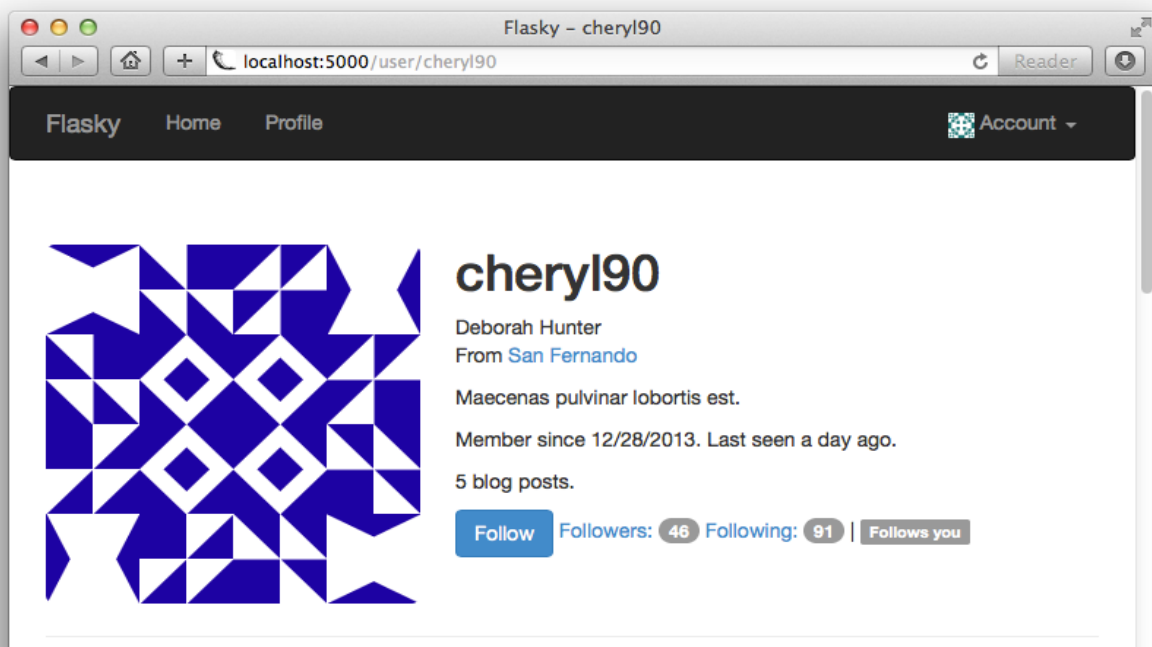 Flasky – cheryl90
localhost:5000/user/cheryl90
Reader
Flasky Home Profile Account
cheryl90
Deborah Hunter
From San Fernando
Maecenas pulvinar lobortis est.
Member since 12/28/2013. Last seen a day ago.
5 blog posts.
Follow Followers: 46 Following: 91 | Follows you